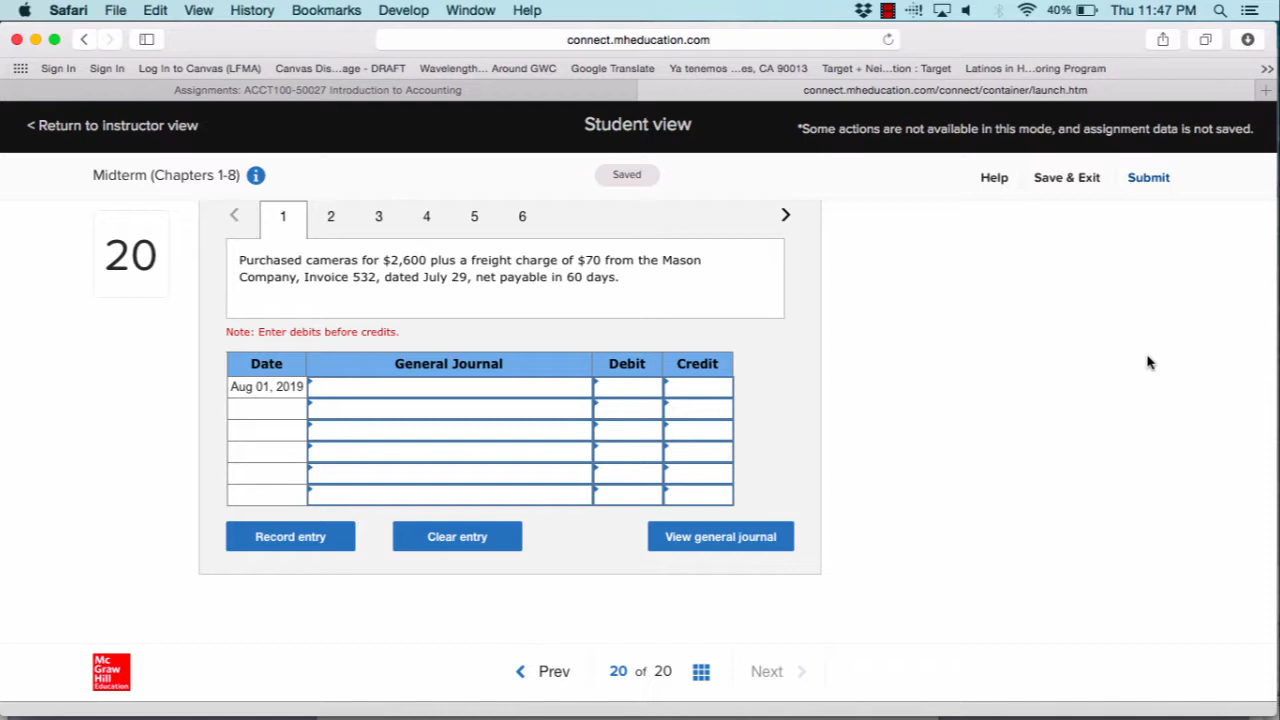 Safari File Edit View History Bookmarks Develop Window Help 40% Thu 11:47 PM
connect.mheducation.com
Sign In Sign In Log In to Canvas (LFMA) Canvas Dis...age - DRAFT Wavelength... Around GWC Google Translate Ya tenemos ...es, CA 90013 Target + Nei...tion : Target Latinos in H...oring Program >>
Assignments: ACCT100-50027 Introduction to Accounting connect.mheducation.com/connect/container/launch.htm +
< Return to instructor view Student view *Some actions are not available in this mode, and assignment data is not saved.
Midterm (Chapters 1-8) i Saved Help Save & Exit Submit
20
1 2 3 4 5 6
Purchased cameras for $2,600 plus a freight charge of $70 from the Mason
Company, Invoice 532, dated July 29, net payable in 60 days.
Note: Enter debits before credits.
Date General Journal Debit Credit
Aug 01, 2019
Record entry Clear entry View general journal
Mc
Graw
Hill
Education
Prev 20 of 20 Next